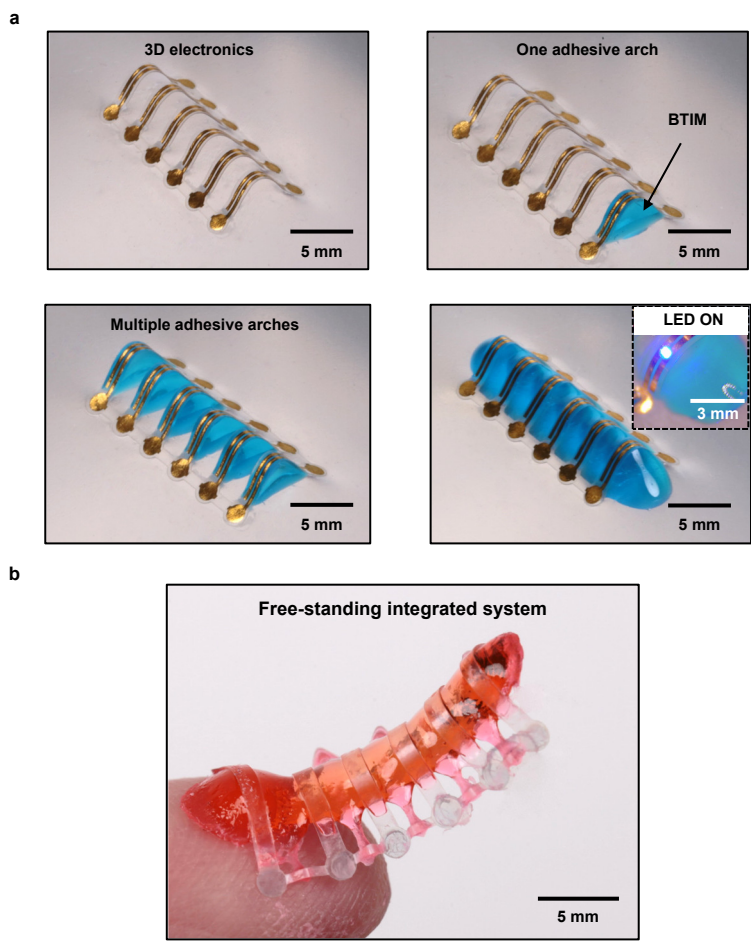 a
3D electronics
5 mm
One adhesive arch
BTIM
5 mm
Multiple adhesive arches
5 mm
LED ON
3 mm
5 mm
b
Free-standing integrated system
5 mm